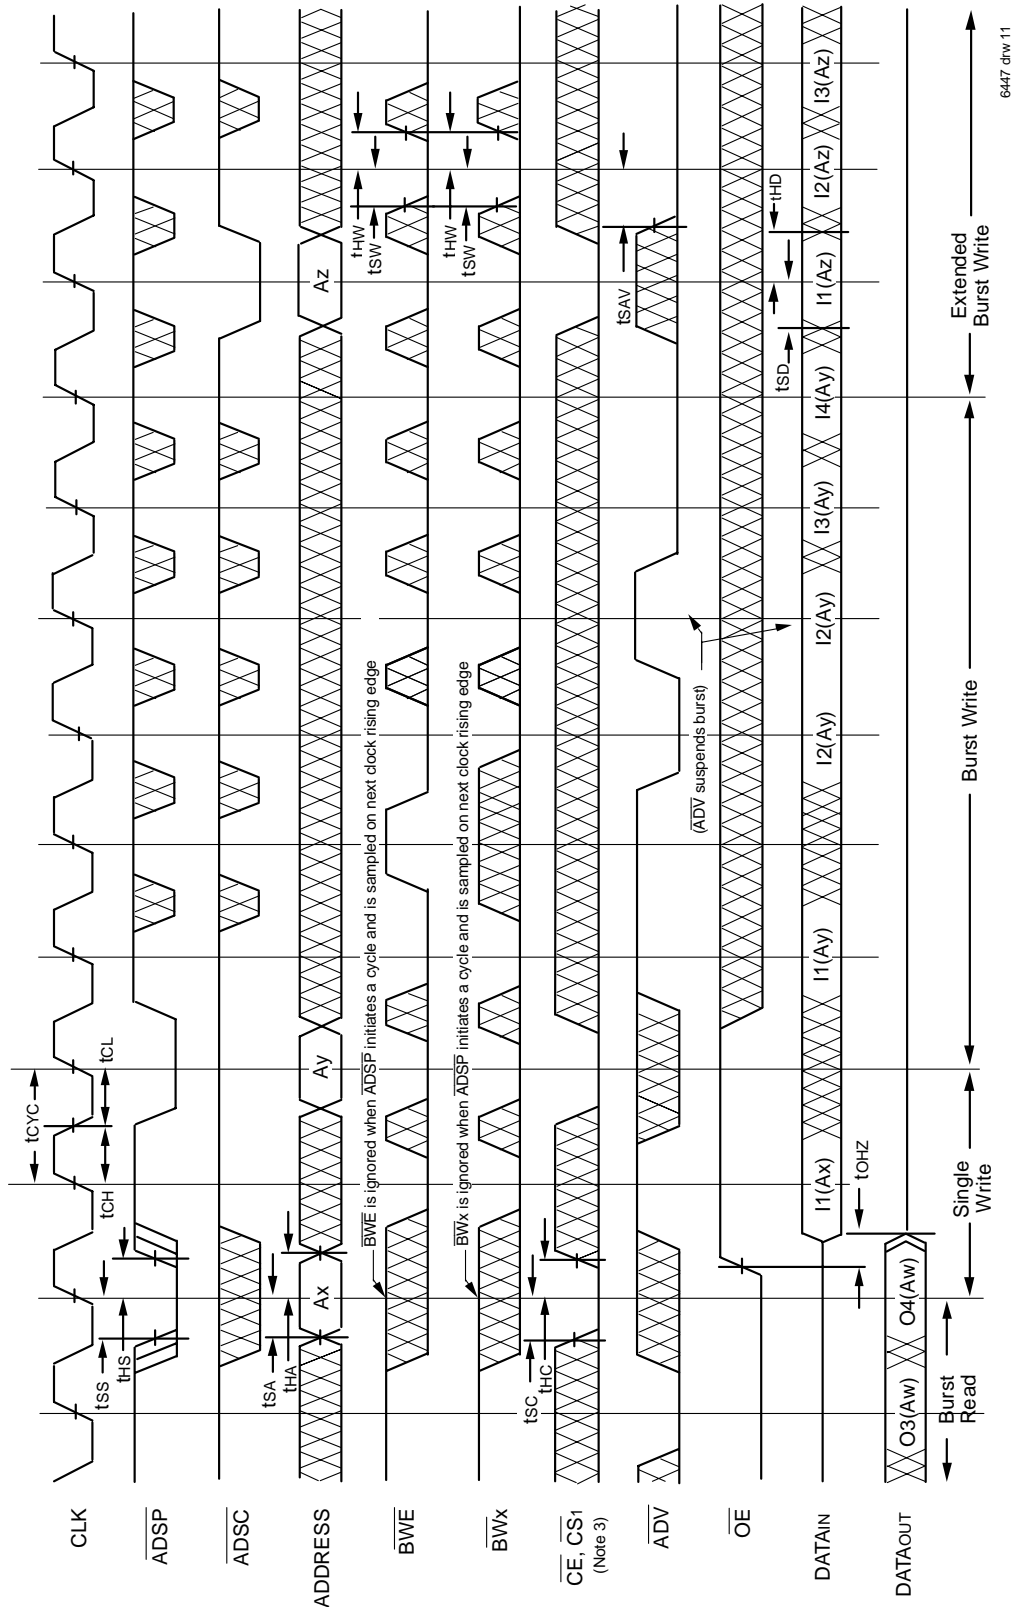 CLK
tCYC
tCH
tCL
tSS
tHS
ADSP
ADSC
ADDRESS
Ax
Ay
Az
tSA
tHA
BWE is ignored when ADSP initiates a cycle and is sampled on next clock rising edge
tHW
tSW
BWE
BWx is ignored when ADSP initiates a cycle and is sampled on next clock rising edge
tHW
tSW
BWx
tSC
tHC
CE, CS1
(Note 3)
tSAV
ADV
(ADV suspends burst)
OE
tSD
tHD
DATAIN
I1(Ax)
I1(Ay)
I2(Ay)
I2(Ay)
I3(Ay)
I4(Ay)
I1(Az)
I2(Az)
I3(Az)
tOHZ
DATAOUT
O3(Aw)
O4(Aw)
Burst
Read
Single
Write
Burst Write
Extended
Burst Write
6447 drw 11